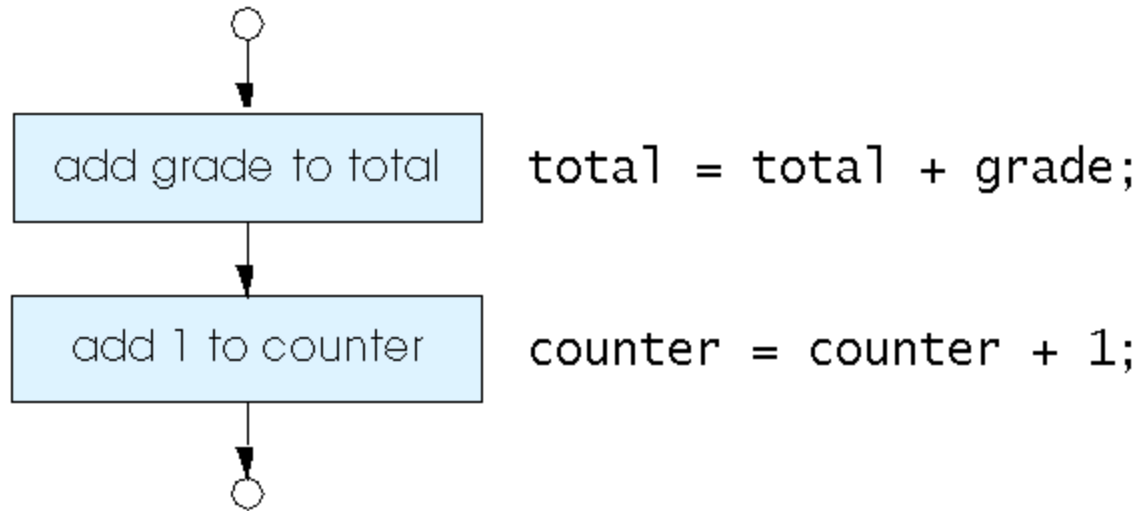 add grade to total
total = total + grade;
add 1 to counter
counter = counter + 1;